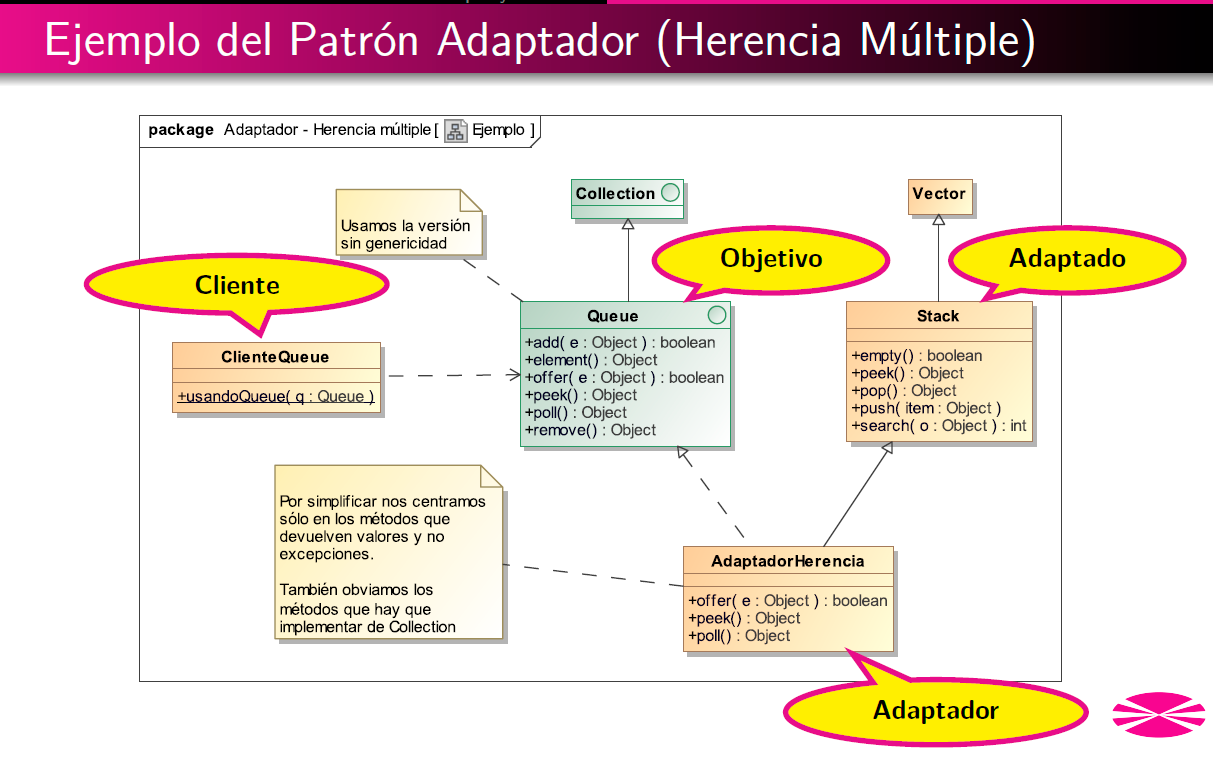 Ejemplo del Patrón Adaptador (Herencia Múltiple)
package Adaptador - Herencia múltiple [ Ejemplo ]
Collection
Vector
Usamos la versión
sin genericidad
Cliente
Objetivo
Adaptado
Queue
+add( e : Object ) : boolean
+element() : Object
+offer( e : Object ) : boolean
+peek() : Object
+poll() : Object
+remove() : Object
Stack
+empty() : boolean
+peek() : Object
+pop() : Object
+push( item : Object )
+search( o : Object ) : int
ClienteQueue
+usandoQueue( q : Queue )
Por simplificar nos centramos
sólo en los métodos que
devuelven valores y no
excepciones.
También obviamos los
métodos que hay que
implementar de Collection
AdaptadorHerencia
+offer( e : Object ) : boolean
+peek() : Object
+poll() : Object
Adaptador